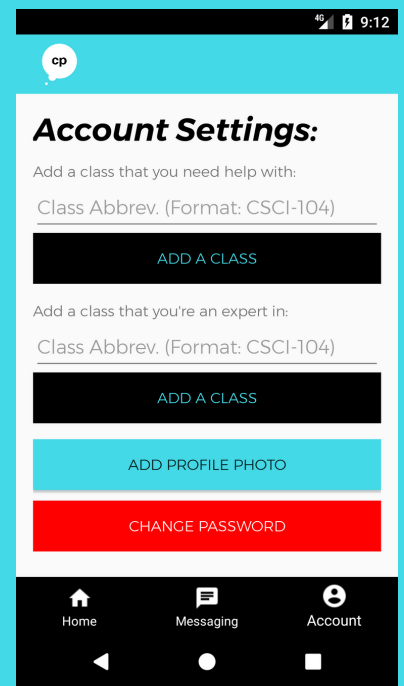 4G 9:12
cp
Account Settings:
Add a class that you need help with:
Class Abbrev. (Format: CSCI-104)
ADD A CLASS
Add a class that you're an expert in:
Class Abbrev. (Format: CSCI-104)
ADD A CLASS
ADD PROFILE PHOTO
CHANGE PASSWORD
Home Messaging Account